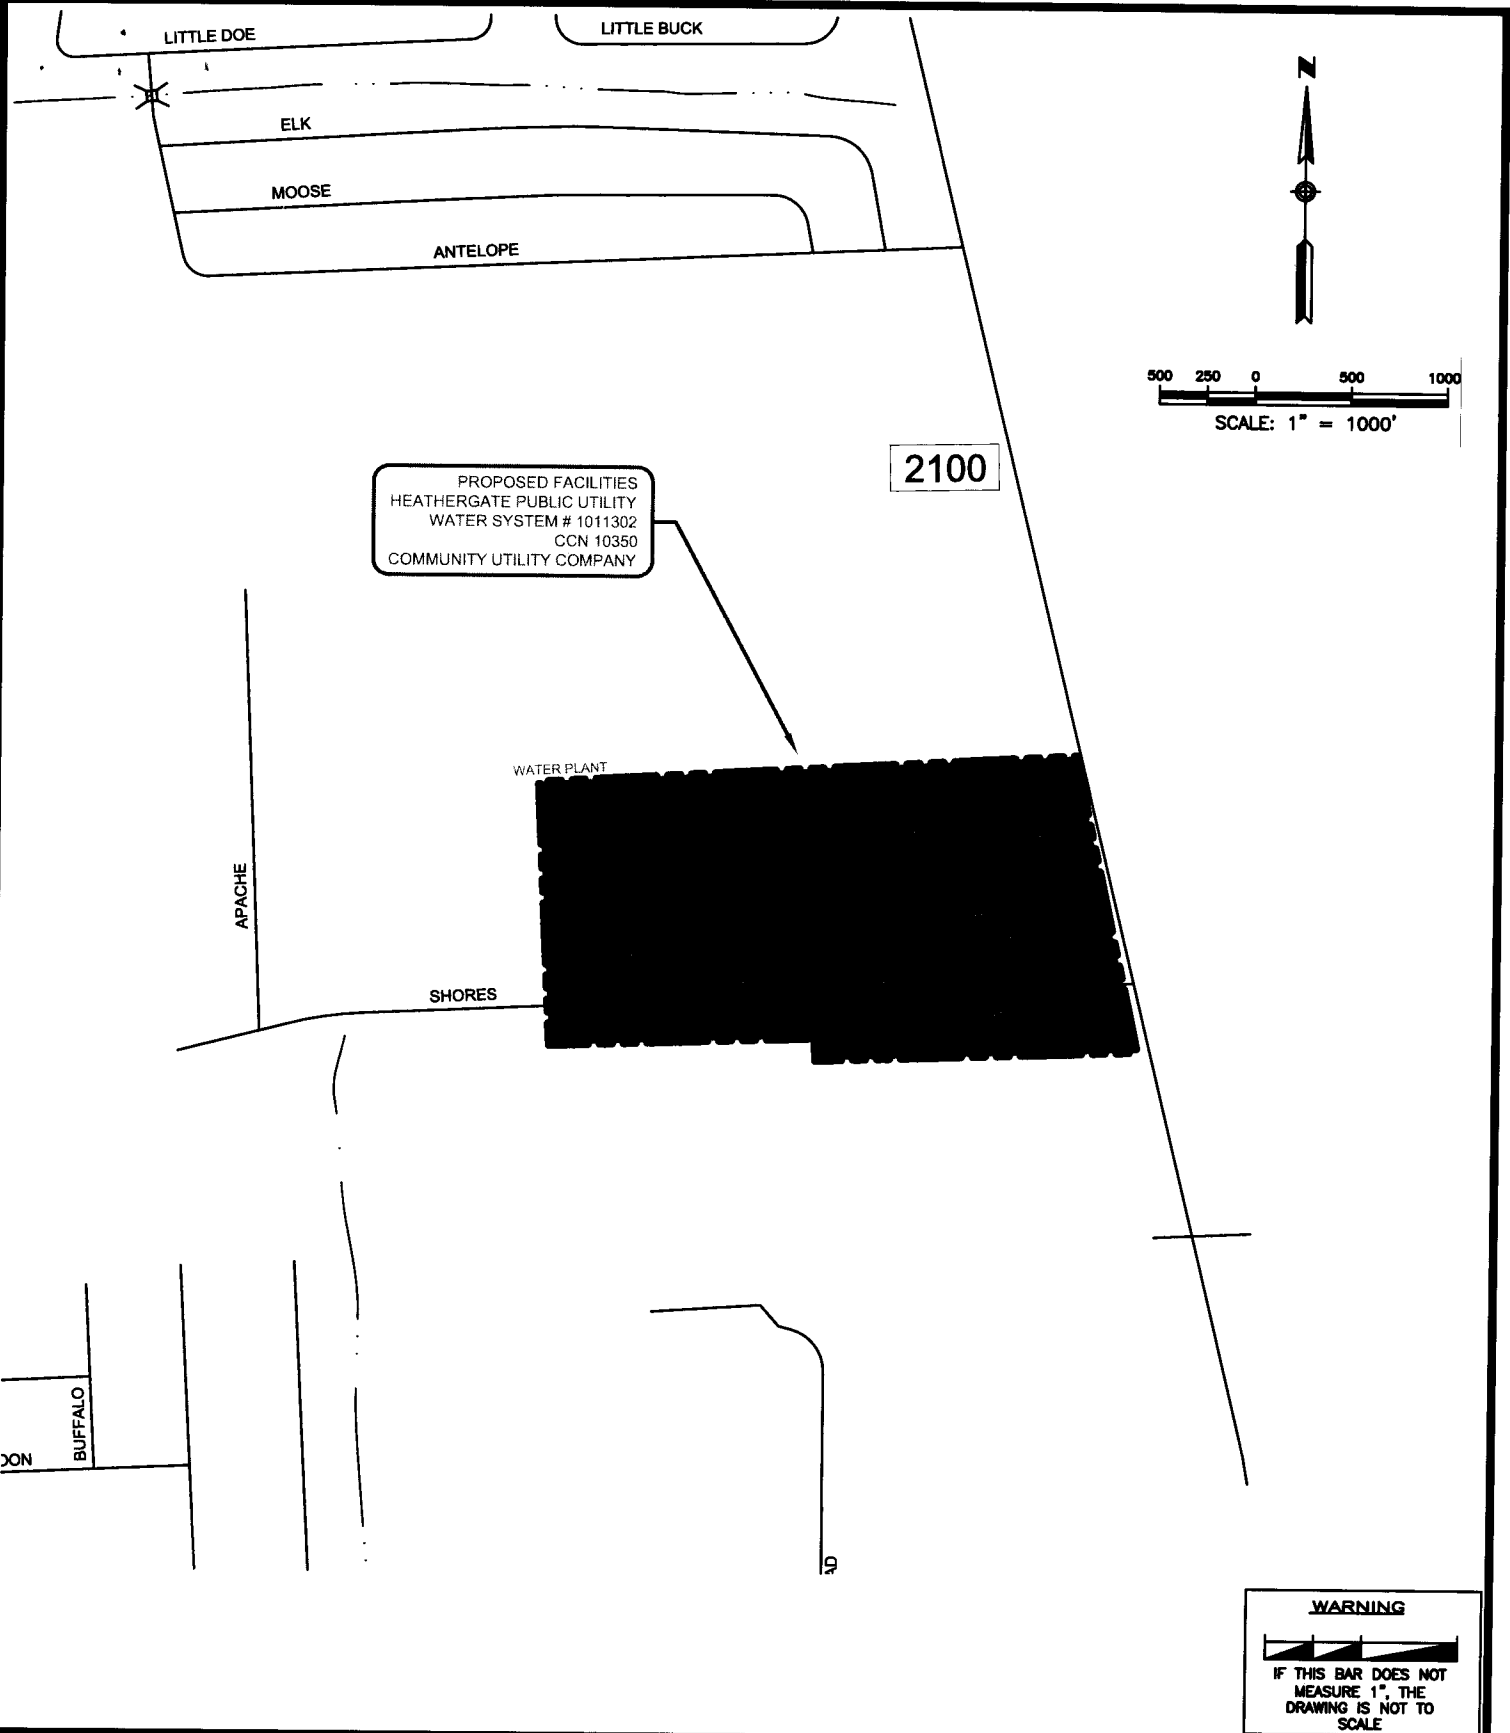 LITTLE DOE
LITTLE BUCK
N
ELK
MOOSE
ANTELOPE
500 250 0 500 1000
SCALE: 1" = 1000'
2100
PROPOSED FACILITIES
HEATHERGATE PUBLIC UTILITY
WATER SYSTEM # 1011302
CCN 10350
COMMUNITY UTILITY COMPANY
WATER PLANT
APACHE
SHORES
BUFFALO
DON
AD
WARNING
IF THIS BAR DOES NOT
MEASURE 1", THE
DRAWING IS NOT TO
SCALE